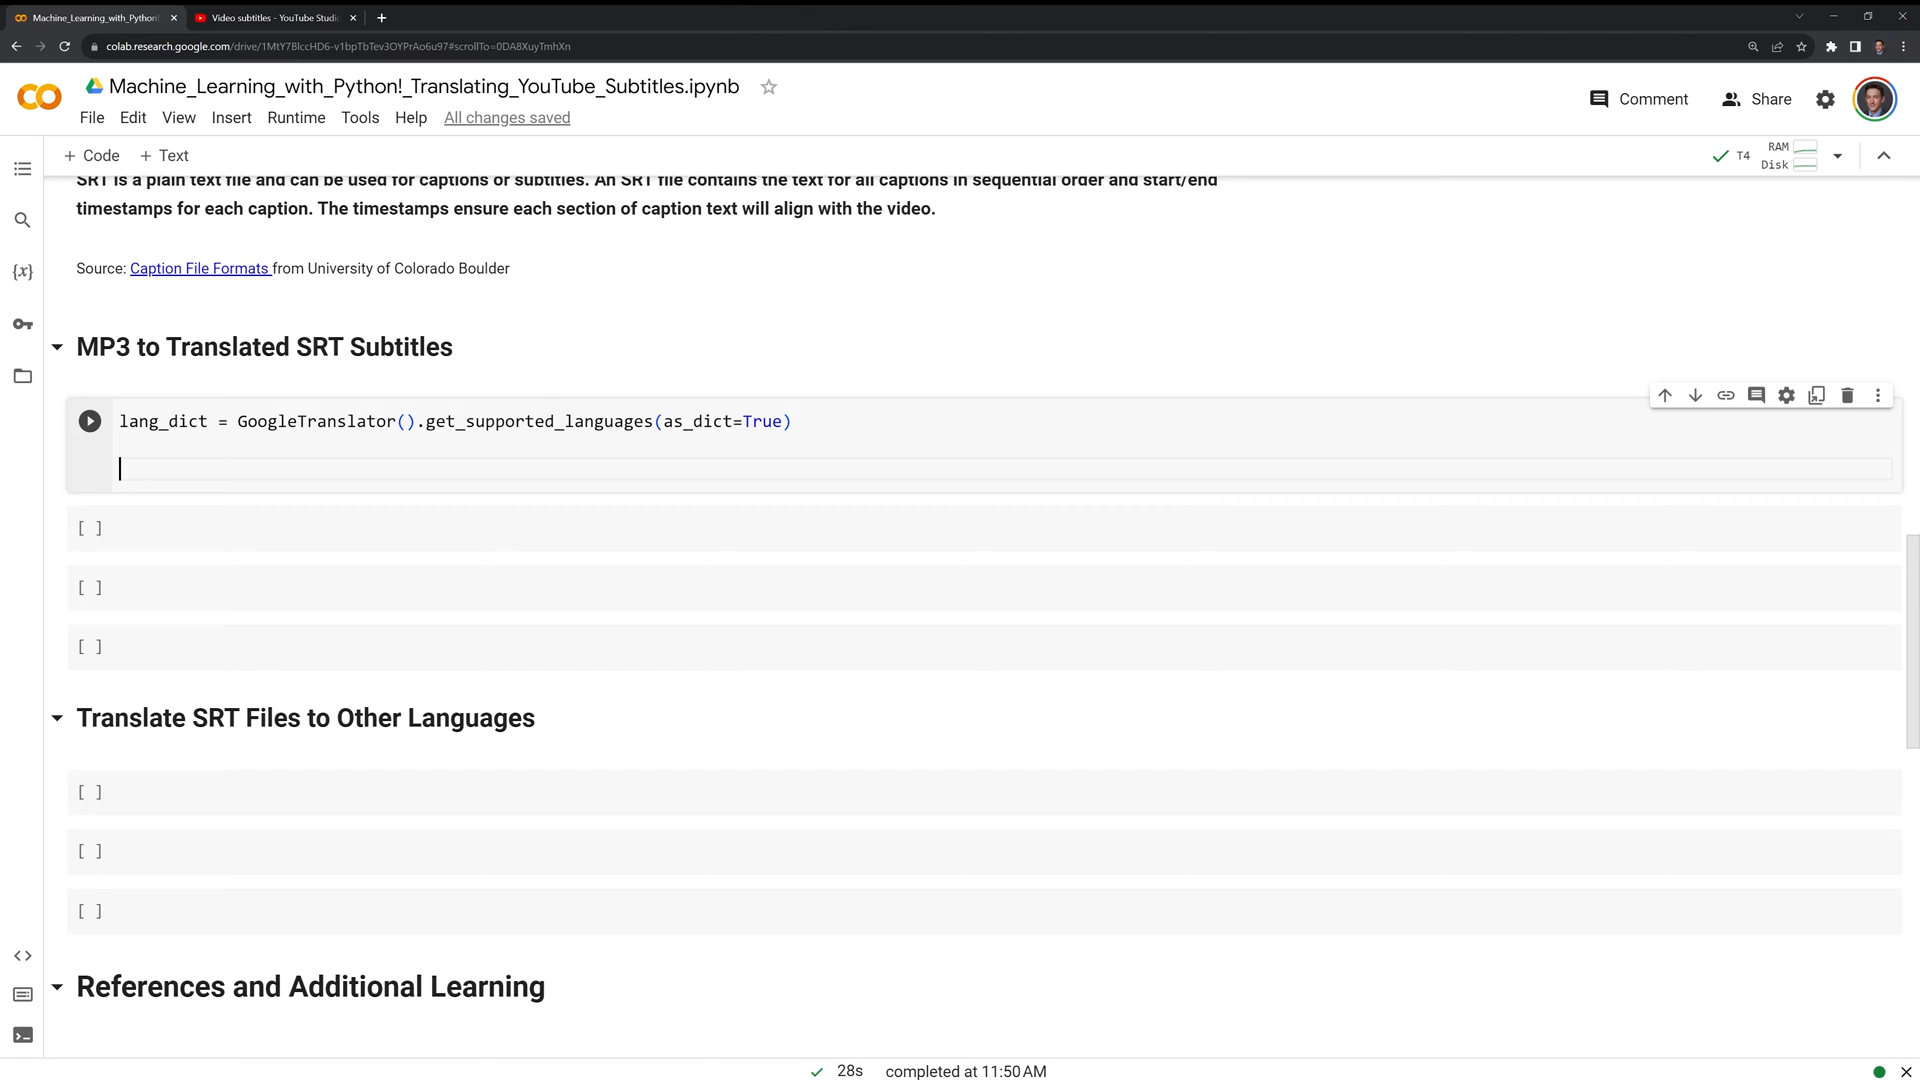 Machine_Learning_with_Python!
Video subtitles - YouTube Studio
colab.research.google.com/drive/1MtY7BlccHD6-v1bpTbTev3OYPrAo6u97#scrollTo=0DA8XuyTmhXn
Machine_Learning_with_Python!_Translating_YouTube_Subtitles.ipynb
File Edit View Insert Runtime Tools Help All changes saved
Comment Share
+ Code + Text
T4 RAM
Disk
SRT is a plain text file and can be used for captions or subtitles. An SRT file contains the text for all captions in sequential order and start/end
timestamps for each caption. The timestamps ensure each section of caption text will align with the video.
Source: Caption File Formats from University of Colorado Boulder
{x}
MP3 to Translated SRT Subtitles
lang_dict = GoogleTranslator().get_supported_languages(as_dict=True)
[ ]
[ ]
[ ]
Translate SRT Files to Other Languages
[ ]
[ ]
[ ]
References and Additional Learning
28s completed at 11:50 AM